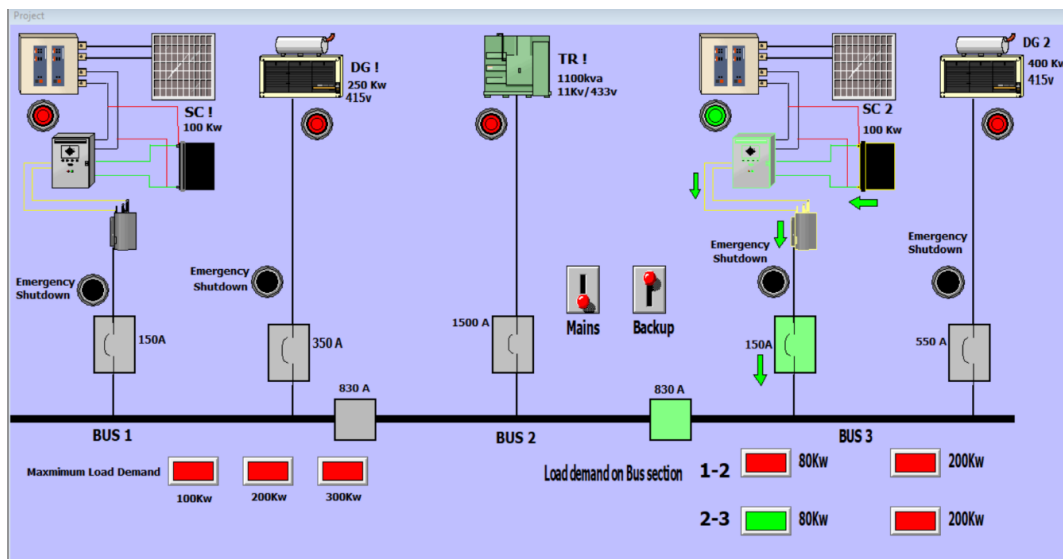 Project
SC !
100 Kw
DG !
250 Kw
415v
TR !
1100kva
11Kv/433v
SC 2
100 Kw
DG 2
400 Kw
415v
Emergency
Shutdown
Emergency
Shutdown
Mains
Backup
Emergency
Shutdown
Emergency
Shutdown
150A
350 A
1500 A
150A
550 A
830 A
830 A
BUS 1
BUS 2
BUS 3
Maxmimum Load Demand
100Kw
200Kw
300Kw
Load demand on Bus section
1-2
80Kw
200Kw
2-3
80Kw
200Kw